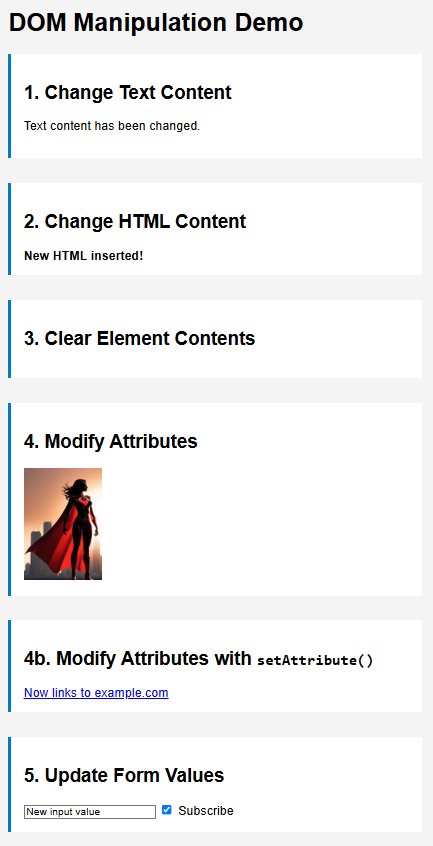 DOM Manipulation Demo
1. Change Text Content
Text content has been changed.
2. Change HTML Content
New HTML inserted!
3. Clear Element Contents
4. Modify Attributes
4b. Modify Attributes with setAttribute()
Now links to example.com
5. Update Form Values
New input value Subscribe